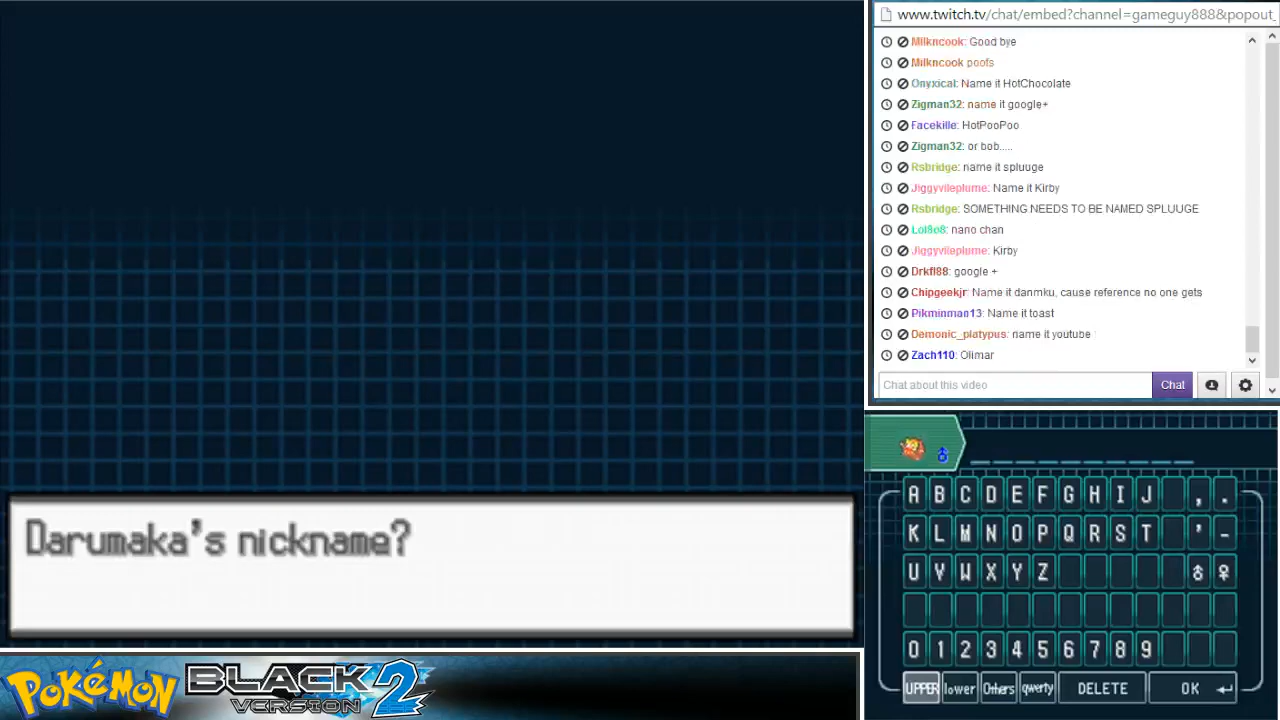 www.twitch.tv/chat/embed?channel=gameguy888&popout_
Milkncook: Good bye
Milkncook poofs
Onyxical: Name it HotChocolate
Zigman32: name it google+
Facekille: HotPooPoo
Zigman32: or bob.....
Rsbridge: name it spluuge
Jiggyvileplume: Name it Kirby
Rsbridge: SOMETHING NEEDS TO BE NAMED SPLUUGE
Lol8o8: nano chan
Jiggyvileplume: Kirby
Drkfl88: google +
Chipgeekjr: Name it danmku, cause reference no one gets
Pikminman13: Name it toast
Demonic_platypus: name it youtube
Zach110: Olimar
Chat about this video
Chat
A B C D E F G H I J , .
K L M N O P Q R S T ' -
U V W X Y Z ♂ ♀
0 1 2 3 4 5 6 7 8 9
UPPER lower Others qwerty DELETE OK
Darumaka's nickname?
POKéMON BLACK VERSION 2